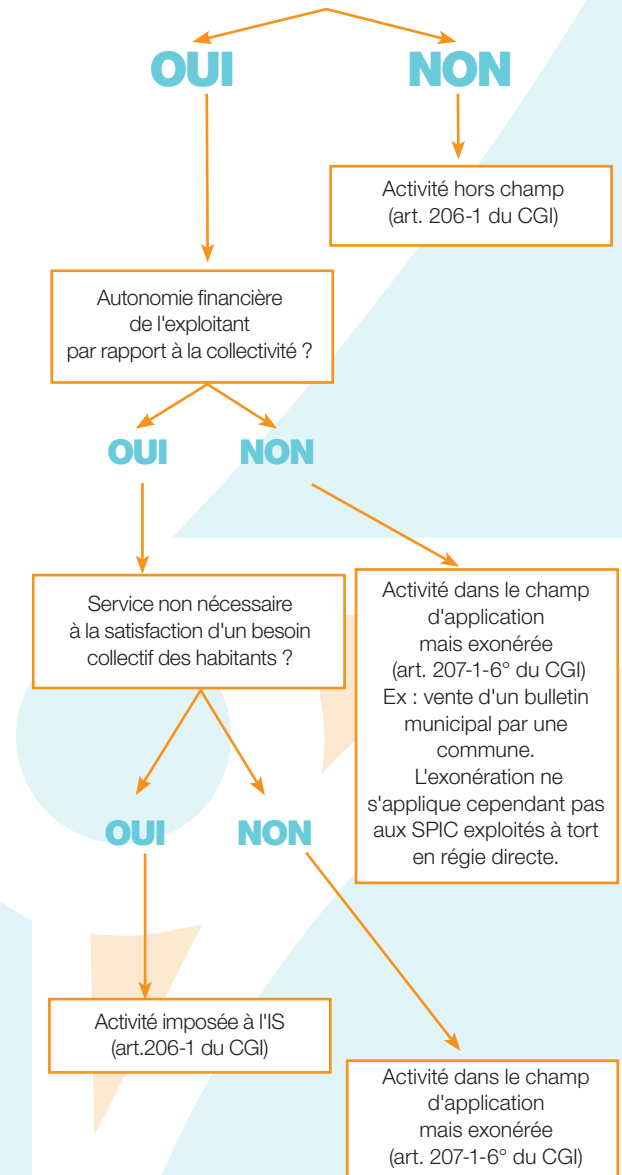 OUI
NON
Activité hors champ
(art. 206-1 du CGI)
Autonomie financière
de l'exploitant
par rapport à la collectivité ?
OUI
NON
Service non nécessaire
à la satisfaction d'un besoin
collectif des habitants ?
Activité dans le champ
d'application
mais exonérée
(art. 207-1-6° du CGI)
Ex : vente d'un bulletin
municipal par une
commune.
L'exonération ne
s'applique cependant pas
aux SPIC exploités à tort
en régie directe.
OUI
NON
Activité imposée à l'IS
(art.206-1 du CGI)
Activité dans le champ
d'application
mais exonérée
(art. 207-1-6° du CGI)